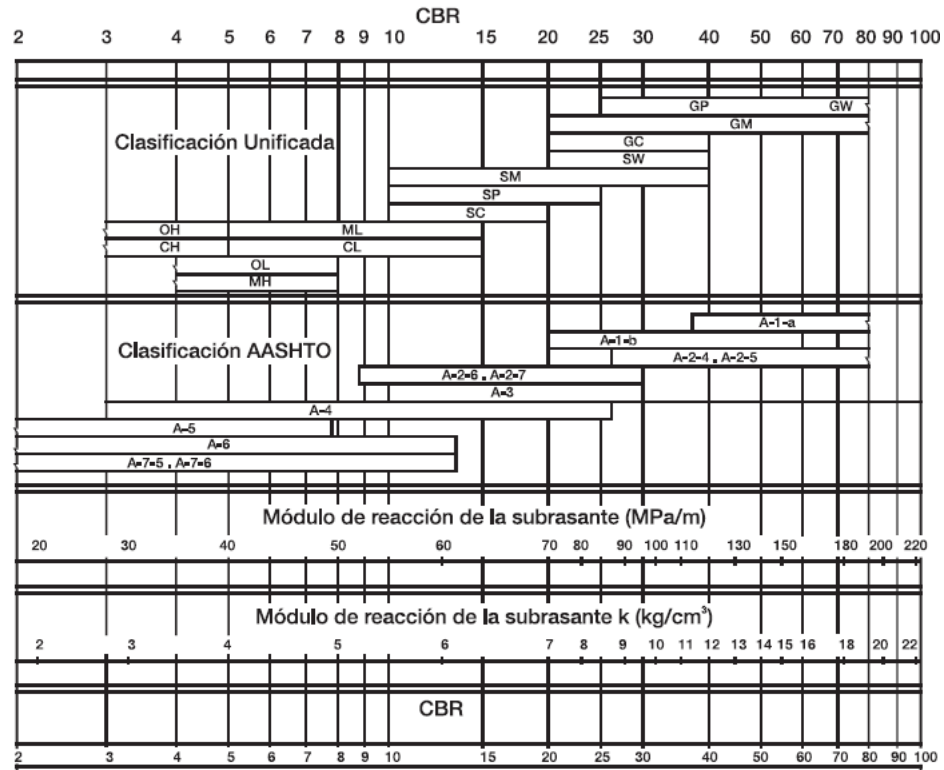 CBR
2 3 4 5 6 7 8 9 10 15 20 25 30 40 50 60 70 80 90 100
GP GW
GM
Clasificación Unificada GC
SW
SM
SP
SC
OH ML
CH CL
OL
MH
A-1-a
A-1-b
Clasificación AASHTO A-2-4 , A-2-5
A-2-6 , A-2-7
A-3
A-4
A-5
A-6
A-7-5 , A-7-6
Módulo de reacción de la subrasante (MPa/m)
20 30 40 50 60 70 80 90 100 110 130 150 180 200 220
Módulo de reacción de la subrasante k (kg/cm³)
2 3 4 5 6 7 8 9 10 11 12 13 14 15 16 18 20 22
CBR
2 3 4 5 6 7 8 9 10 15 20 25 30 40 50 60 70 80 90 100